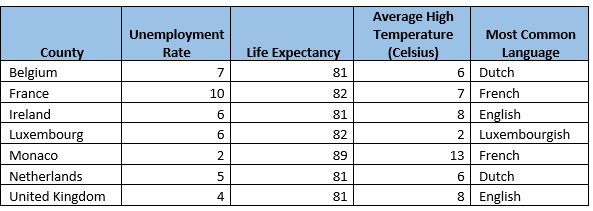 County Unemployment Rate Life Expectancy Average High Temperature (Celsius) Most Common Language
Belgium 7 81 6 Dutch
France 10 82 7 French
Ireland 6 81 8 English
Luxembourg 6 82 2 Luxembourgish
Monaco 2 89 13 French
Netherlands 5 81 6 Dutch
United Kingdom 4 81 8 English